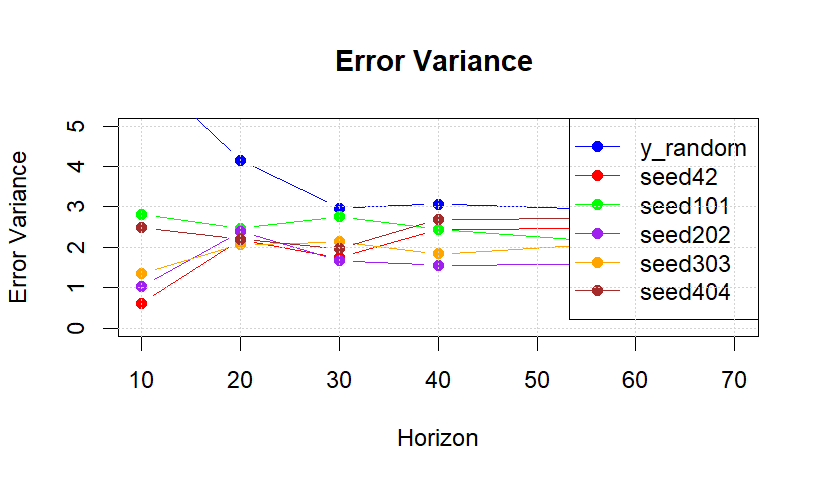 Error Variance
Error Variance
5
4
3
2
1
0
10 20 30 40 50 60 70
Horizon
y_random
seed42
seed101
seed202
seed303
seed404